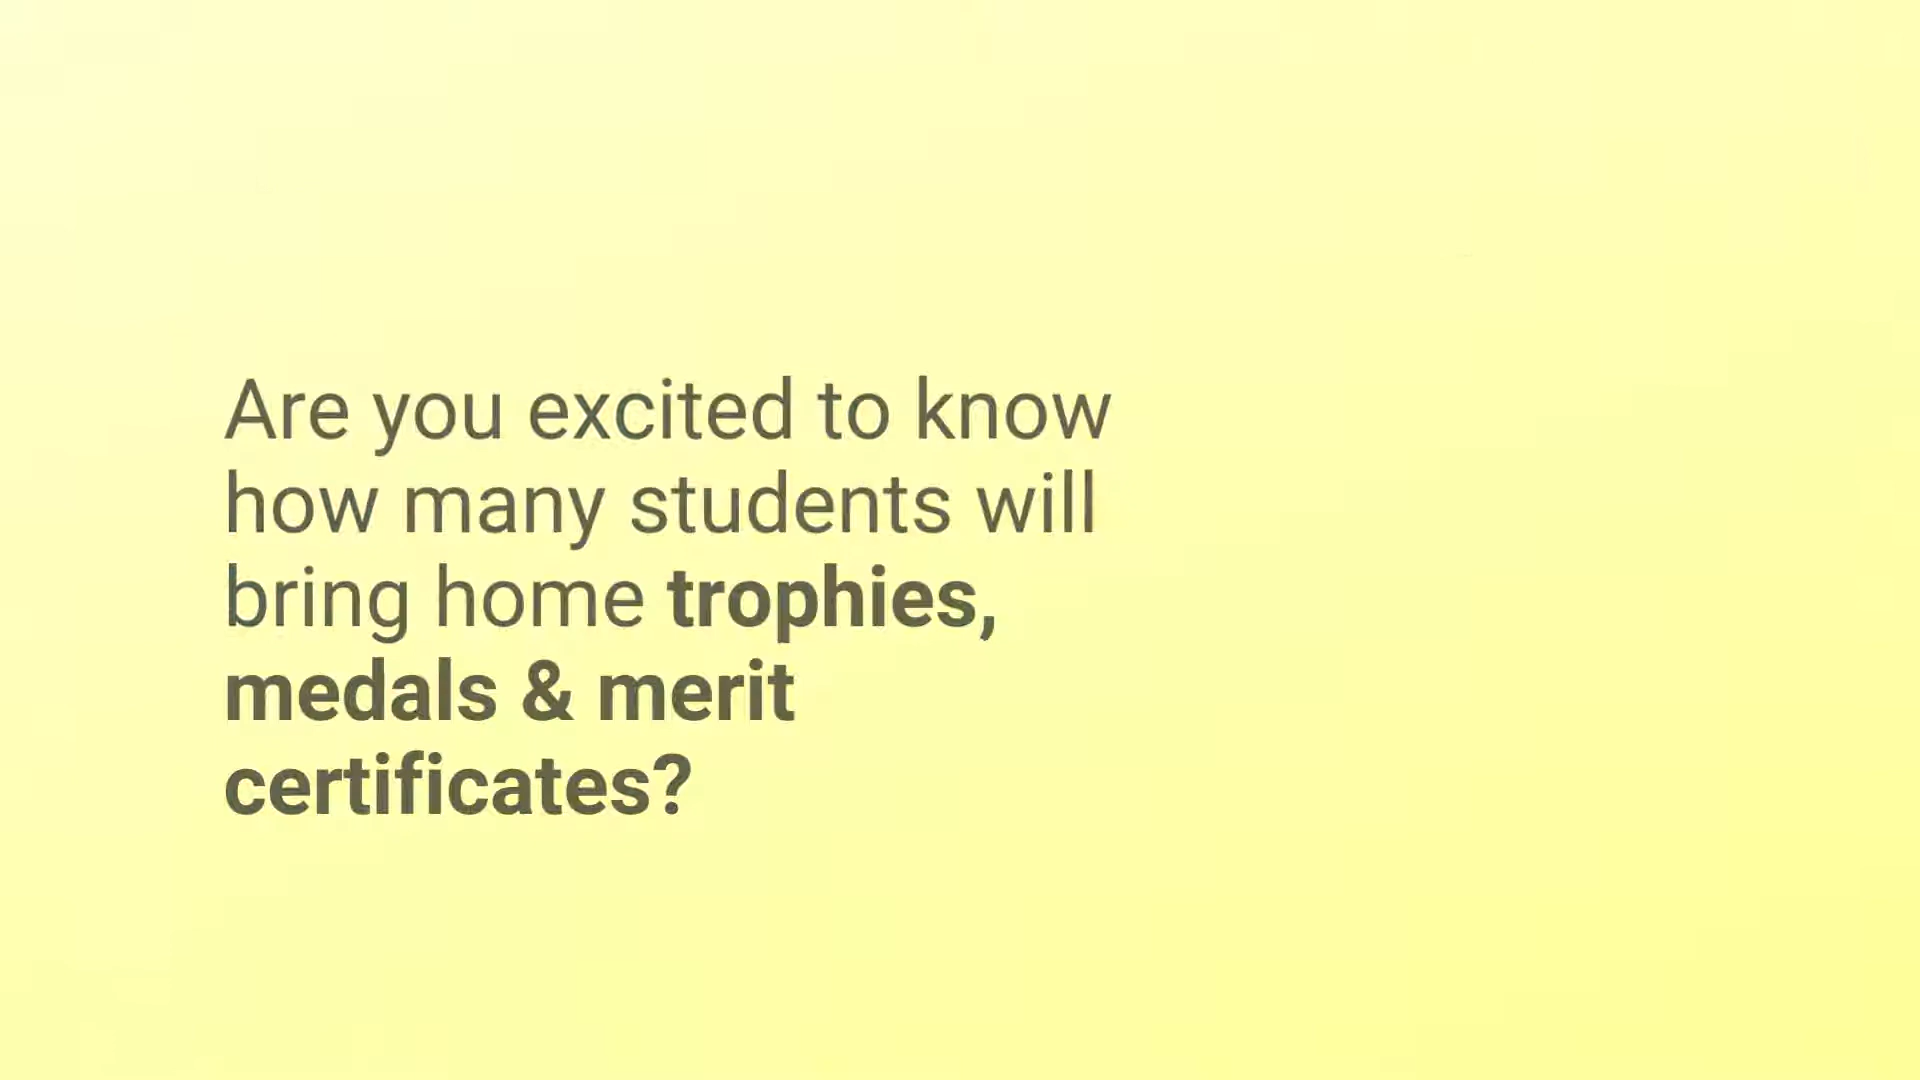 Are you excited to know
how many students will
bring home trophies,
medals & merit
certificates?